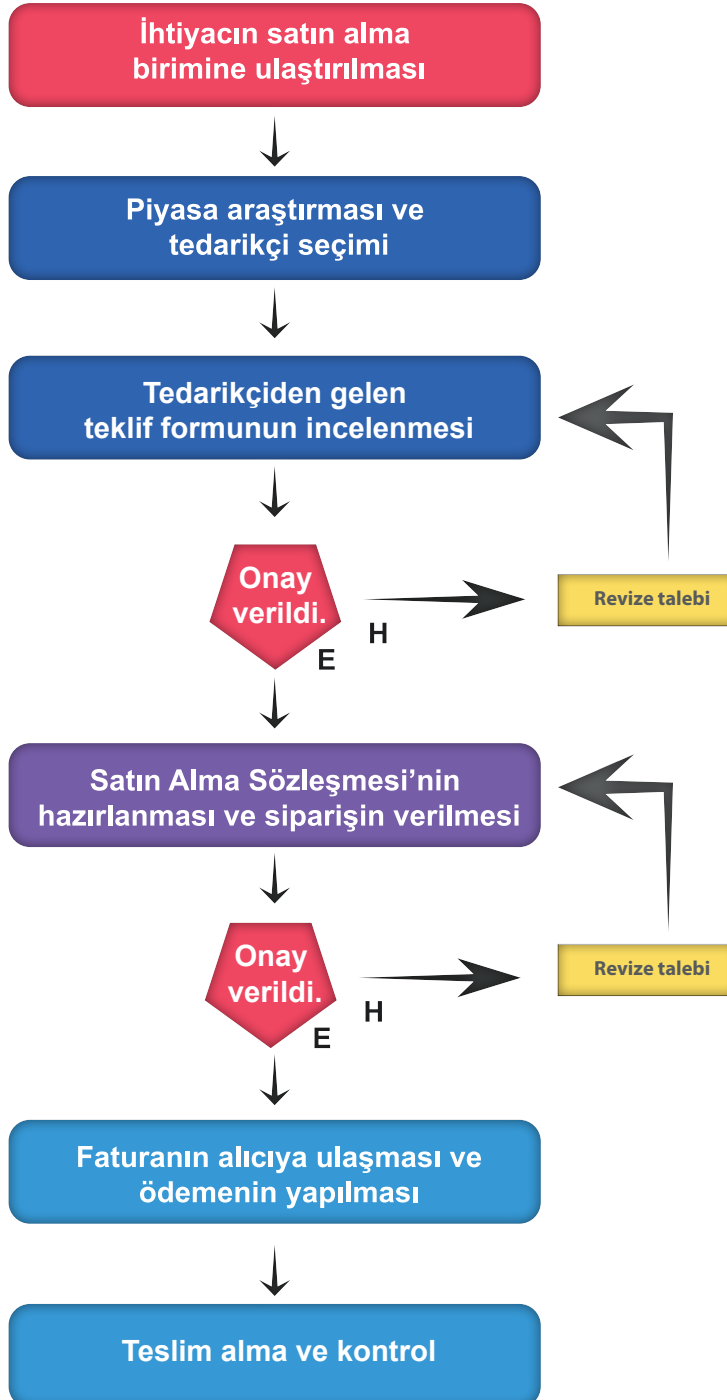 İhtiyacın satın alma
birimine ulaştırılması
Piyasa araştırması ve
tedarikçi seçimi
Tedarikçiden gelen
teklif formunun incelenmesi
Onay
verildi.
H
E
Revize talebi
Satın Alma Sözleşmesi’nin
hazırlanması ve siparişin verilmesi
Onay
verildi.
H
E
Revize talebi
Faturanın alıcıya ulaşması ve
ödemenin yapılması
Teslim alma ve kontrol